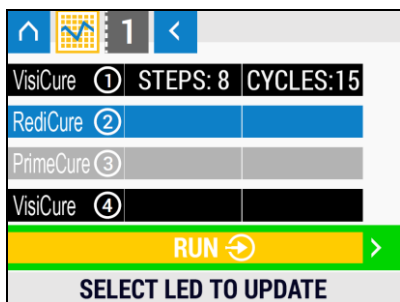 1
VisiCure 1 STEPS: 8 CYCLES:15
RediCure 2
PrimeCure 3
VisiCure 4
RUN
SELECT LED TO UPDATE